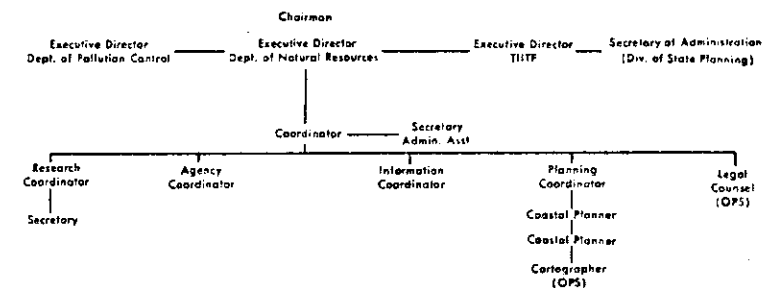 Chairman
Executive Director
Dept. of Pollution Control
Executive Director
Dept. of Natural Resources
Executive Director
TIITF
Secretary of Administration
(Div. of State Planning)
Coordinator
Secretary
Admin. Asst
Research
Coordinator
Agency
Coordinator
Information
Coordinator
Planning
Coordinator
Legal
Counsel
(OPS)
Secretary
Coastal Planner
Coastal Planner
Cartographer
(OPS)